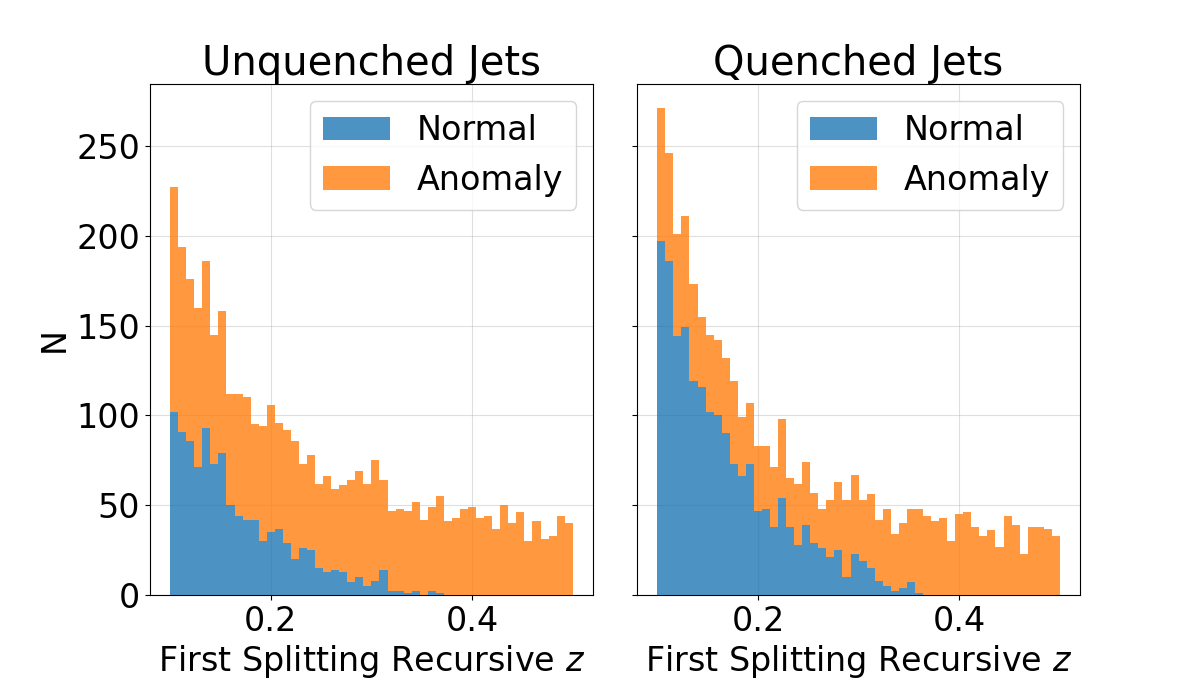 Unquenched Jets
Quenched Jets
Normal
Anomaly
Normal
Anomaly
N
250
200
150
100
50
0
0.2
0.4
0.2
0.4
First Splitting Recursive z
First Splitting Recursive z